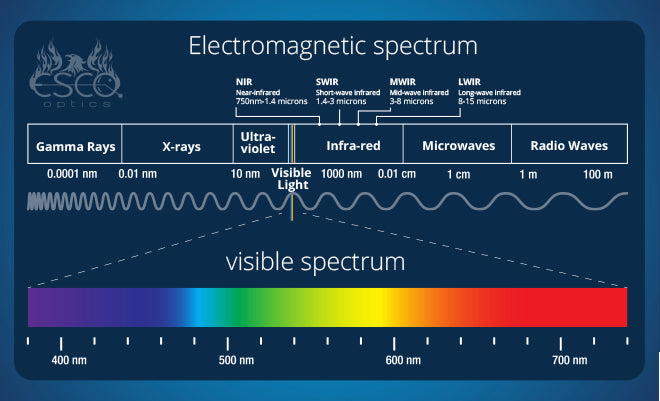 Electromagnetic spectrum
ESCO
optics
NIR
Near-infrared
750nm-1.4 microns
SWIR
Short-wave infrared
1.4-3 microns
MWIR
Mid-wave infrared
3-8 microns
LWIR
Long-wave infrared
8-15 microns
Gamma Rays
X-rays
Ultra-
violet
Infra-red
Microwaves
Radio Waves
0.0001 nm
0.01 nm
10 nm
Visible
Light
1000 nm
0.01 cm
1 cm
1 m
100 m
visible spectrum
400 nm
500 nm
600 nm
700 nm